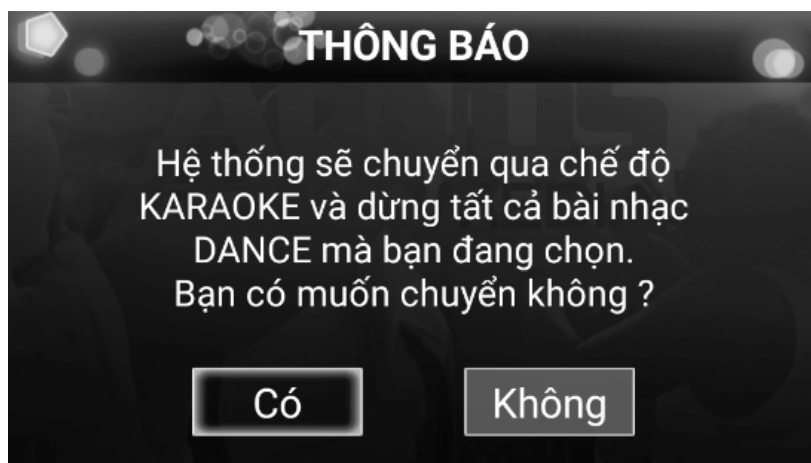 THÔNG BÁO
Hệ thống sẽ chuyển qua chế độ
KARAOKE và dừng tất cả bài nhạc
DANCE mà bạn đang chọn.
Bạn có muốn chuyển không ?
Có
Không